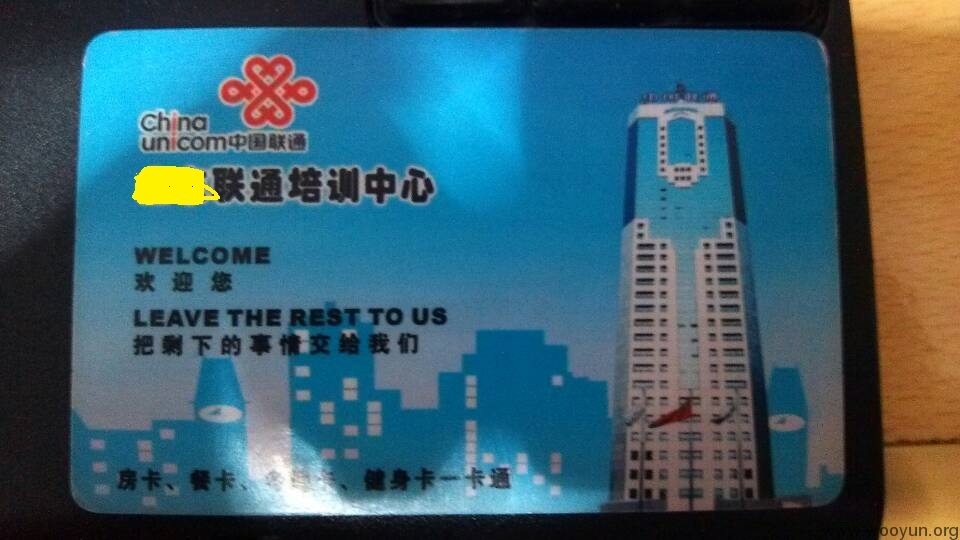 China
unicom中国联通
联通培训中心
WELCOME
欢迎您
LEAVE THE REST TO US
把剩下的事情交给我们
房卡、餐卡、、健身卡一卡通
ooyun.org